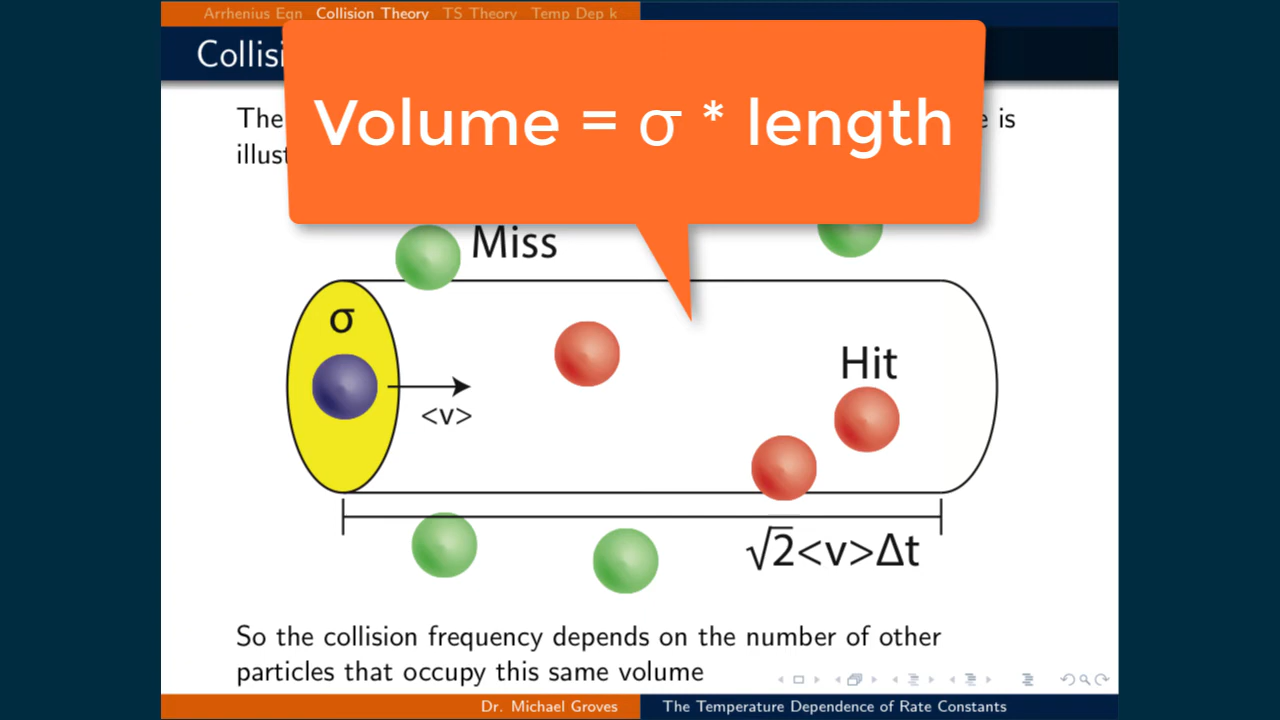 Arrhenius Eqn Collision Theory TS Theory Temp Dep k
Volume = σ * length
The
is
Miss
σ
Hit
<v>
√2<v>Δt
So the collision frequency depends on the number of other
particles that occupy this same volume
Dr. Michael Groves
The Temperature Dependence of Rate Constants